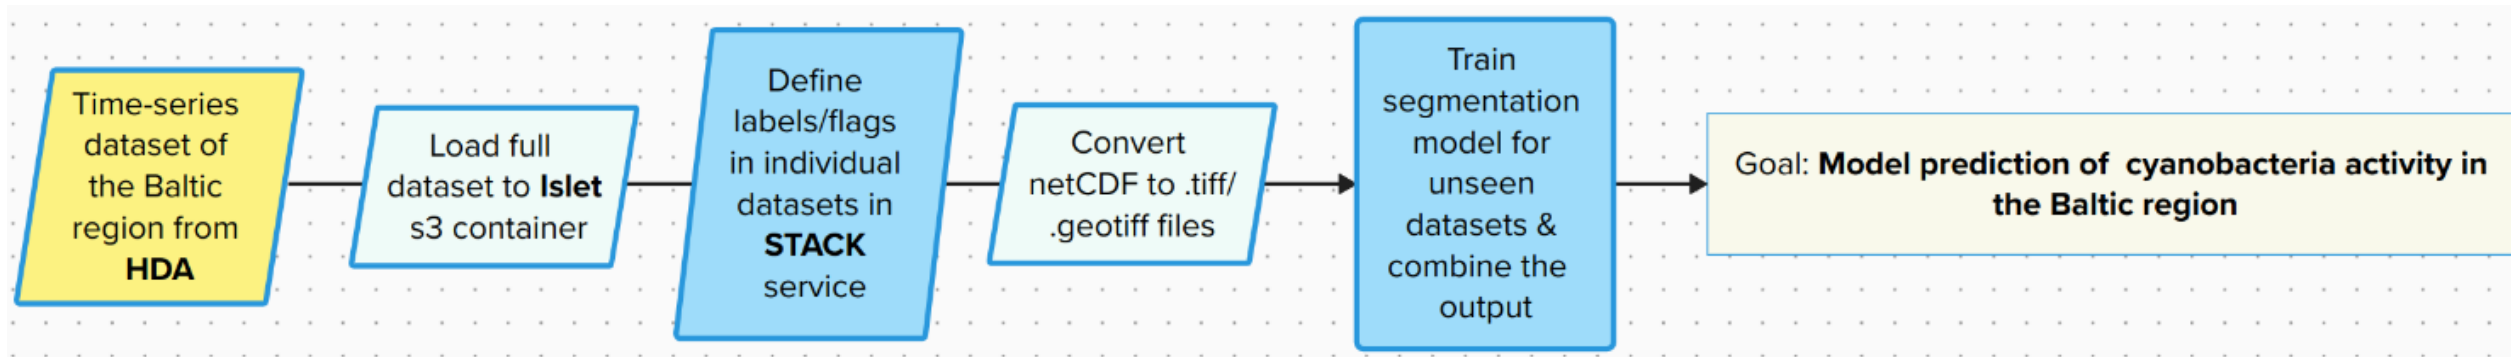 Time-series
dataset of
the Baltic
region from
HDA
Load full
dataset to Islet
s3 container
Define
labels/flags
in individual
datasets in
STACK
service
Convert
netCDF to .tiff/
.geotiff files
Train
segmentation
model for
unseen
datasets &
combine the
output
Goal: Model prediction of cyanobacteria activity in
the Baltic region